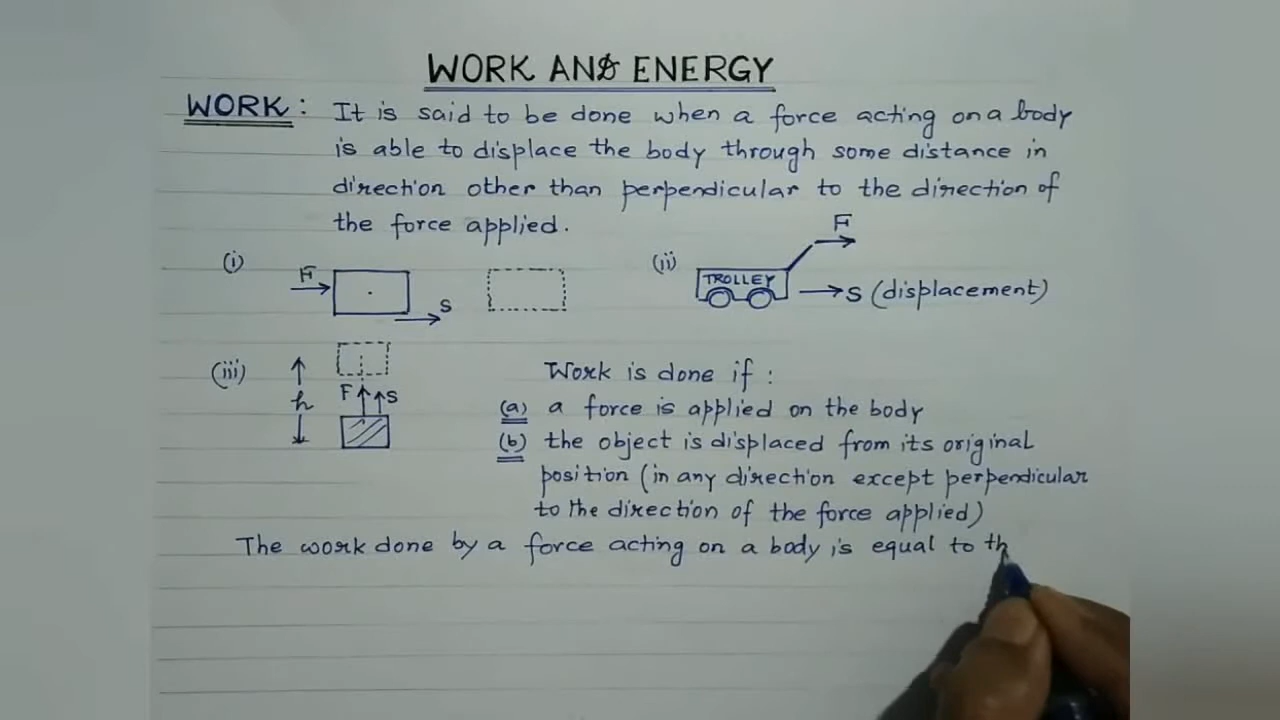 WORK AND ENERGY
WORK : It is said to be done when a force acting on a body
is able to displace the body through some distance in
direction other than perpendicular to the direction of
the force applied.
(i) F S
(ii) F TROLLEY S (displacement)
(iii) h F S
Work is done if :
(a) a force is applied on the body
(b) the object is displaced from its original
position (in any direction except perpendicular
to the direction of the force applied)
The work done by a force acting on a body is equal to th